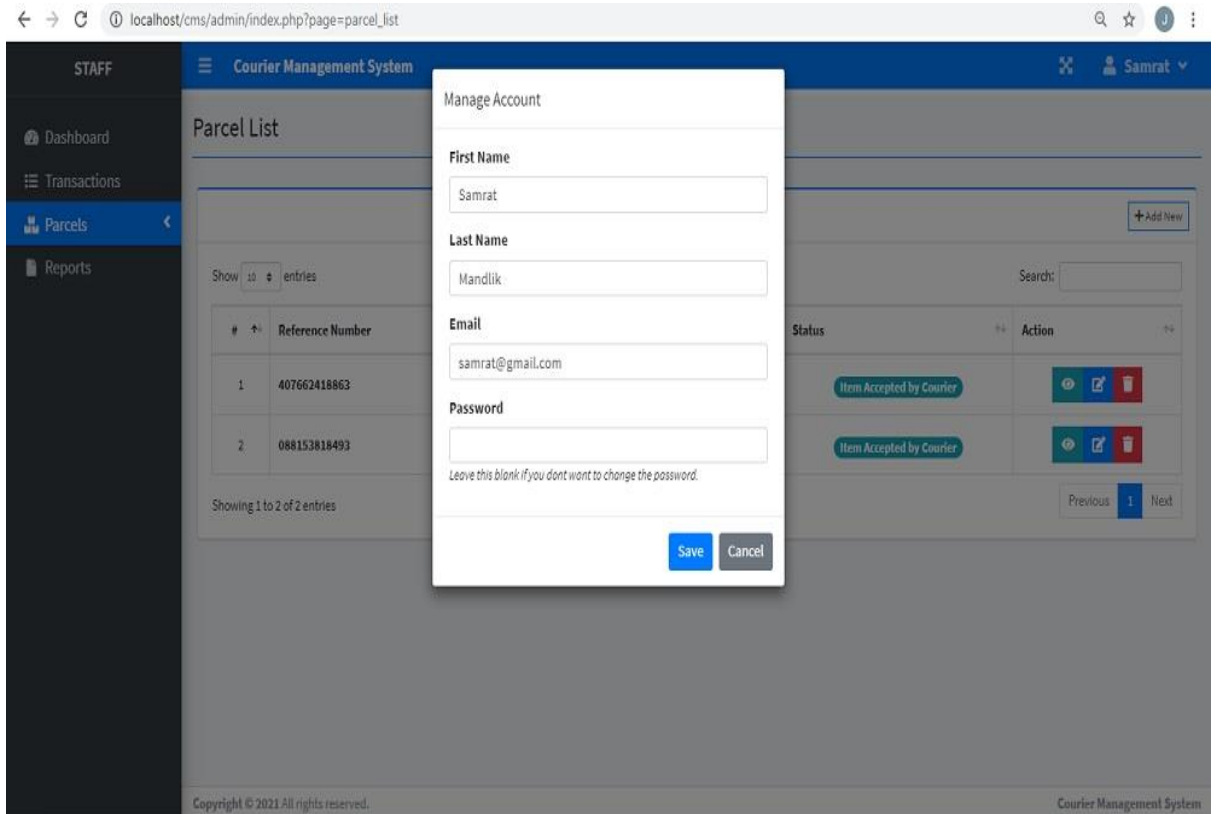 localhost/cms/admin/index.php?page=parcel_list
J
STAFF
Courier Management System
Samrat
Dashboard
Transactions
Parcels
Reports
Parcel List
+Add New
Show 10 entries
Search:
# Reference Number Status Action
1 407662418863 Item Accepted by Courier
2 088153818493 Item Accepted by Courier
Showing 1 to 2 of 2 entries
Previous 1 Next
Manage Account
First Name
Samrat
Last Name
Mandlik
Email
samrat@gmail.com
Password
Leave this blank if you dont want to change the password.
Save Cancel
Copyright © 2021 All rights reserved. Courier Management System